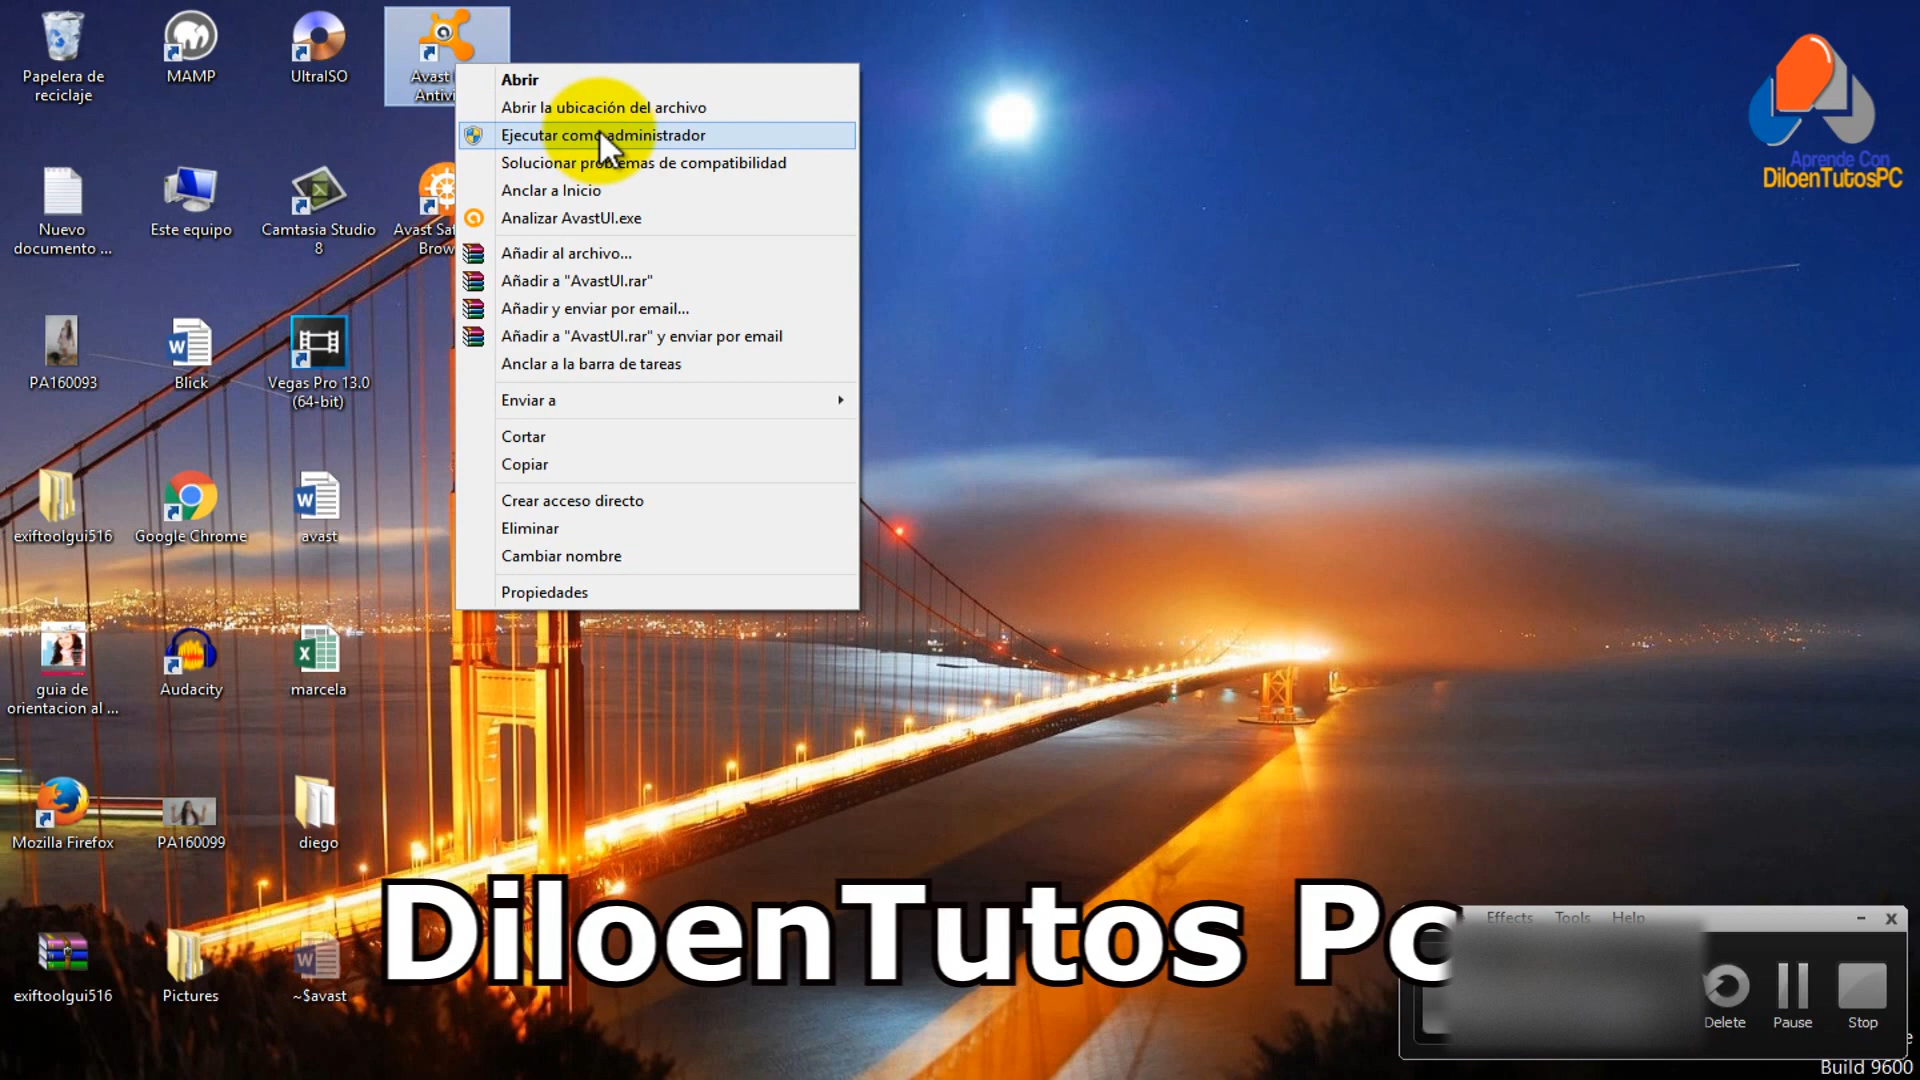 Papelera de
reciclaje
MAMP
UltraISO
Avast
Antivi
Abrir
Abrir la ubicación del archivo
Ejecutar como administrador
Solucionar problemas de compatibilidad
Anclar a Inicio
Analizar AvastUI.exe
Añadir al archivo...
Añadir a "AvastUI.rar"
Añadir y enviar por email...
Añadir a "AvastUI.rar" y enviar por email
Anclar a la barra de tareas
Enviar a
Cortar
Copiar
Crear acceso directo
Eliminar
Cambiar nombre
Propiedades
Aprende Con
DiloenTutosPC
Nuevo
documento ...
Este equipo
Camtasia Studio
8
Avast Saf
Brow
PA160093
Blick
Vegas Pro 13.0
(64-bit)
exiftoolgui516
Google Chrome
avast
guia de
orientacion al ...
Audacity
marcela
Mozilla Firefox
PA160099
diego
exiftoolgui516
Pictures
~$avast
DiloenTutos Pc
Effects
Tools
Help
Delete
Pause
Stop
Build 9600